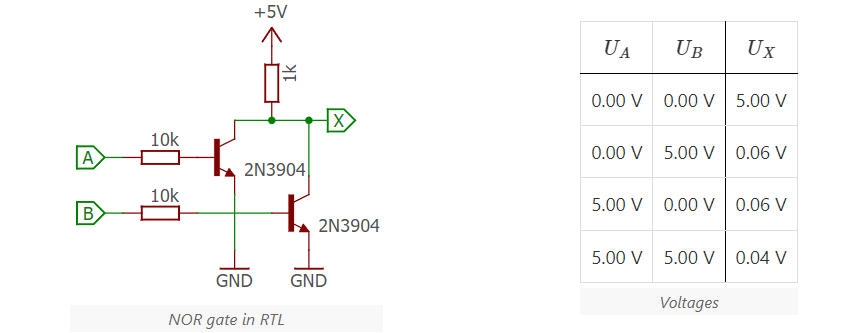 +5V
1k
X
10k
A
2N3904
10k
B
2N3904
GND GND
NOR gate in RTL
U_A U_B U_X
0.00 V 0.00 V 5.00 V
0.00 V 5.00 V 0.06 V
5.00 V 0.00 V 0.06 V
5.00 V 5.00 V 0.04 V
Voltages